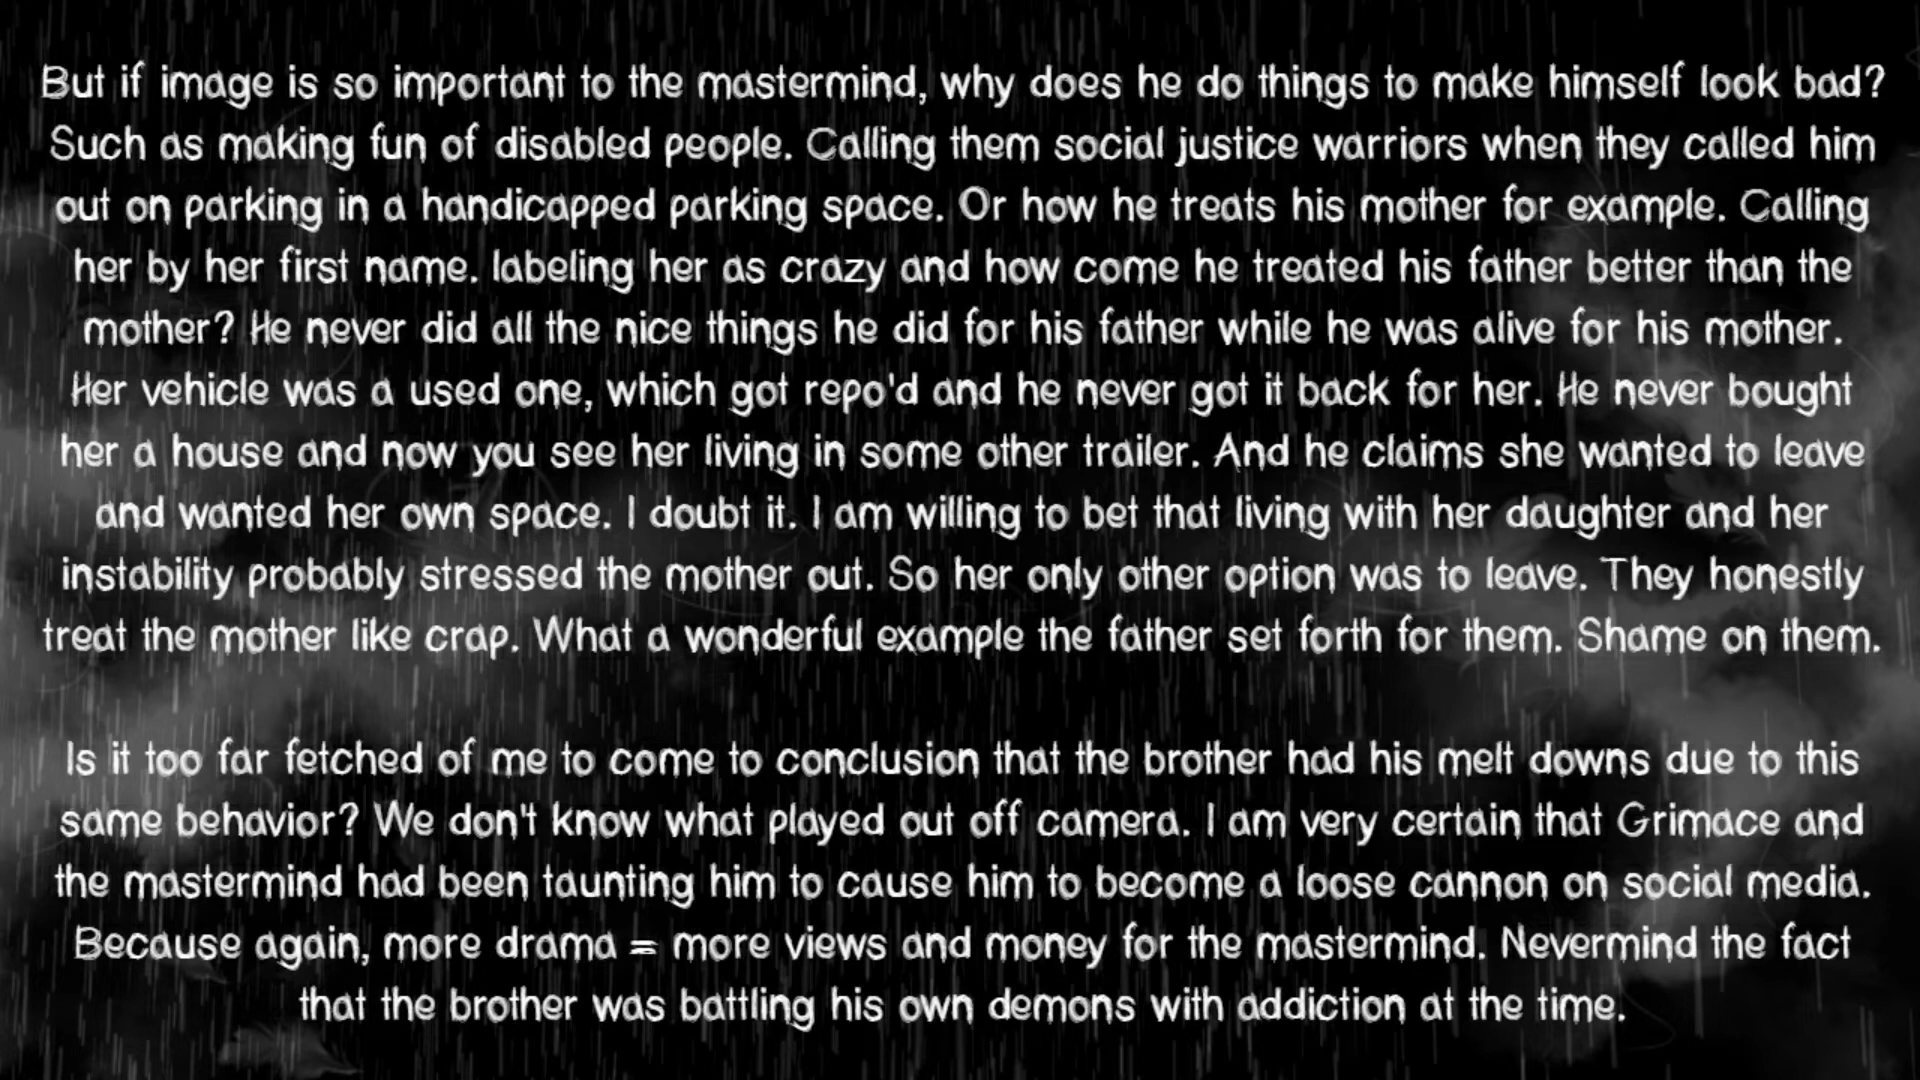 But if image is so important to the mastermind, why does he do things to make himself look bad?
Such as making fun of disabled people. Calling them social justice warriors when they called him
out on parking in a handicapped parking space. Or how he treats his mother for example. Calling
her by her first name. labeling her as crazy and how come he treated his father better than the
mother? He never did all the nice things he did for his father while he was alive for his mother.
Her vehicle was a used one, which got repo'd and he never got it back for her. He never bought
her a house and now you see her living in some other trailer. And he claims she wanted to leave
and wanted her own space. I doubt it. I am willing to bet that living with her daughter and her
instability probably stressed the mother out. So her only other option was to leave. They honestly
treat the mother like crap. What a wonderful example the father set forth for them. Shame on them.
Is it too far fetched of me to come to conclusion that the brother had his melt downs due to this
same behavior? We don't know what played out off camera. I am very certain that Grimace and
the mastermind had been taunting him to cause him to become a loose cannon on social media.
Because again, more drama = more views and money for the mastermind. Nevermind the fact
that the brother was battling his own demons with addiction at the time.